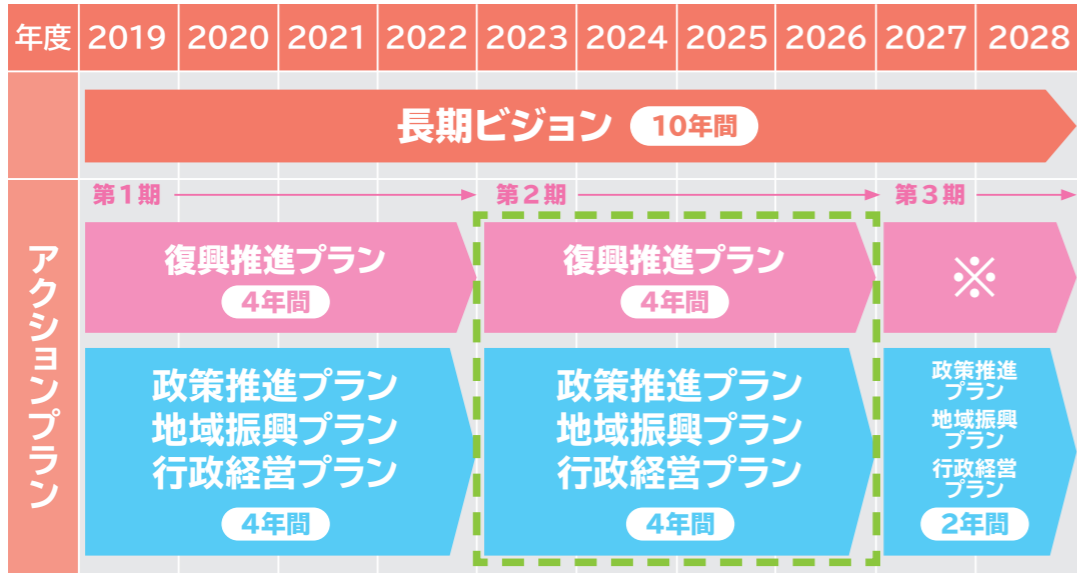 年度 2019 2020 2021 2022 2023 2024 2025 2026 2027 2028
長期ビジョン 10年間
アクションプラン
第1期
復興推進プラン
4年間
政策推進プラン
地域振興プラン
行政経営プラン
4年間
第2期
復興推進プラン
4年間
政策推進プラン
地域振興プラン
行政経営プラン
4年間
第3期
※
政策推進
プラン
地域振興
プラン
行政経営
プラン
2年間